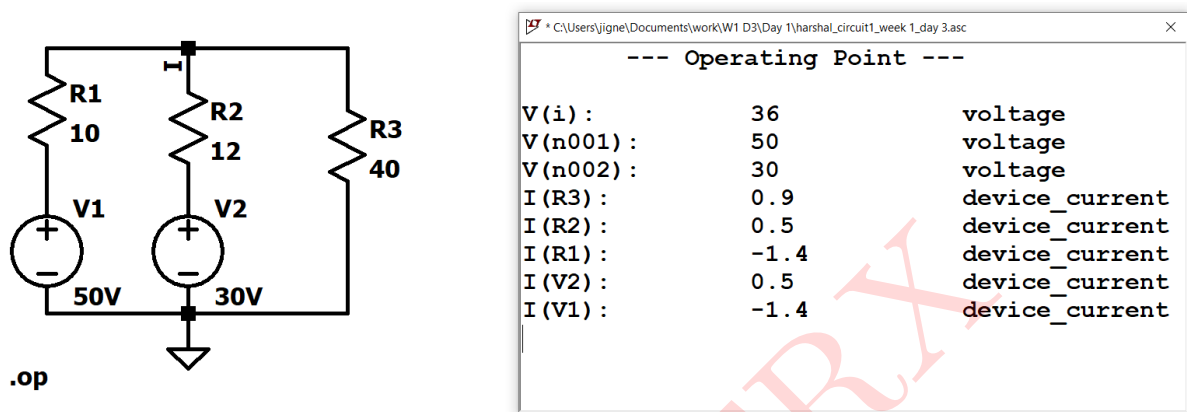 I
R1
10
R2
12
R3
40
V1
50V
V2
30V
.op
* C:\Users\jigne\Documents\work\W1 D3\Day 1\harshal_circuit1_week 1_day 3.asc
--- Operating Point ---
V(i): 36 voltage
V(n001): 50 voltage
V(n002): 30 voltage
I(R3): 0.9 device_current
I(R2): 0.5 device_current
I(R1): -1.4 device_current
I(V2): 0.5 device_current
I(V1): -1.4 device_current